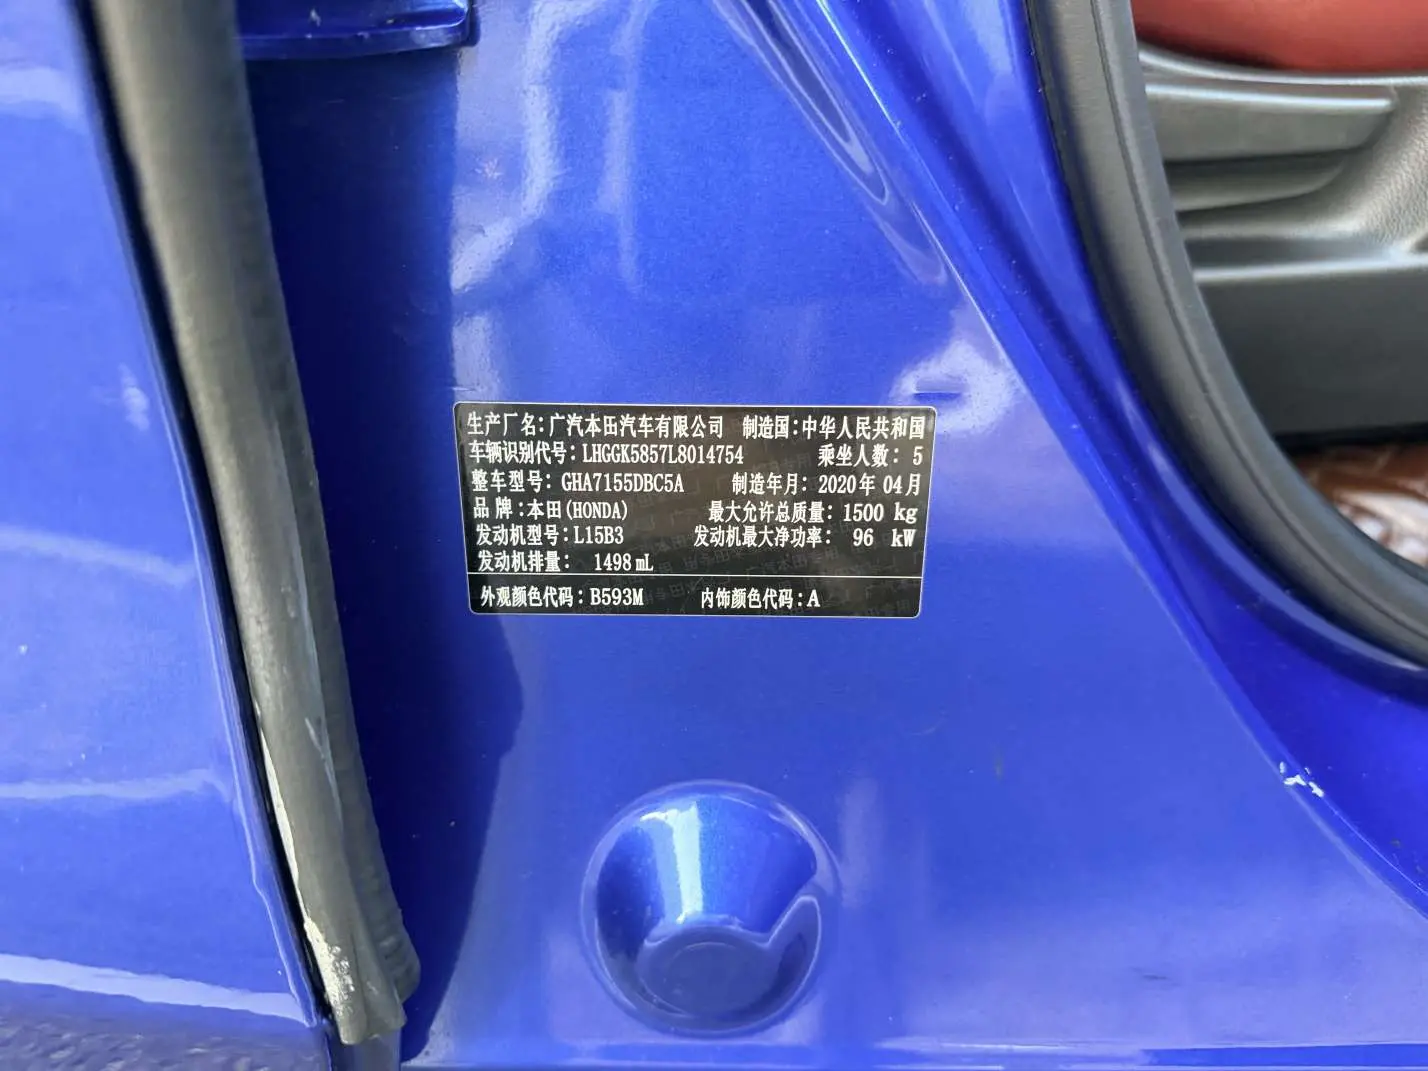 生产厂名:广汽本田汽车有限公司 制造国:中华人民共和国
车辆识别代号:LHGGK5857L8014754 乘坐人数:5
整车型号:GHA7155DBC5A 制造年月:2020年 04月
品牌:本田(HONDA) 最大允许总质量:1500 kg
发动机型号:L15B3 发动机最大净功率: 96 kW
发动机排量: 1498 mL
外观颜色代码:B593M 内饰颜色代码:A